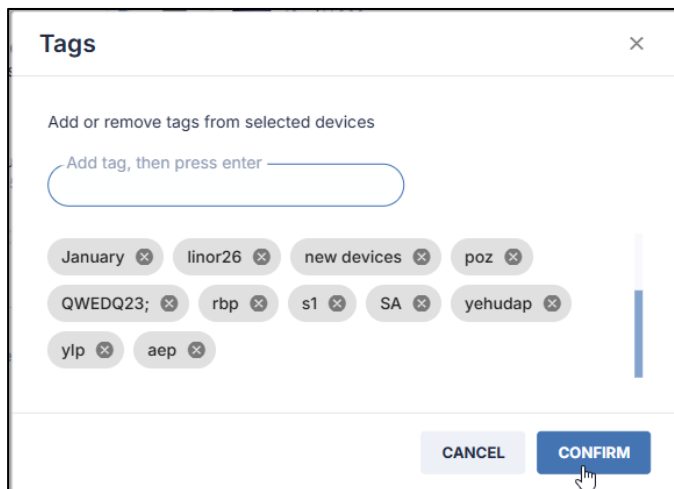 Tags
Add or remove tags from selected devices
Add tag, then press enter
January linor26 new devices poz
QWEDQ23; rbp s1 SA yehudap
ylp aep
CANCEL CONFIRM